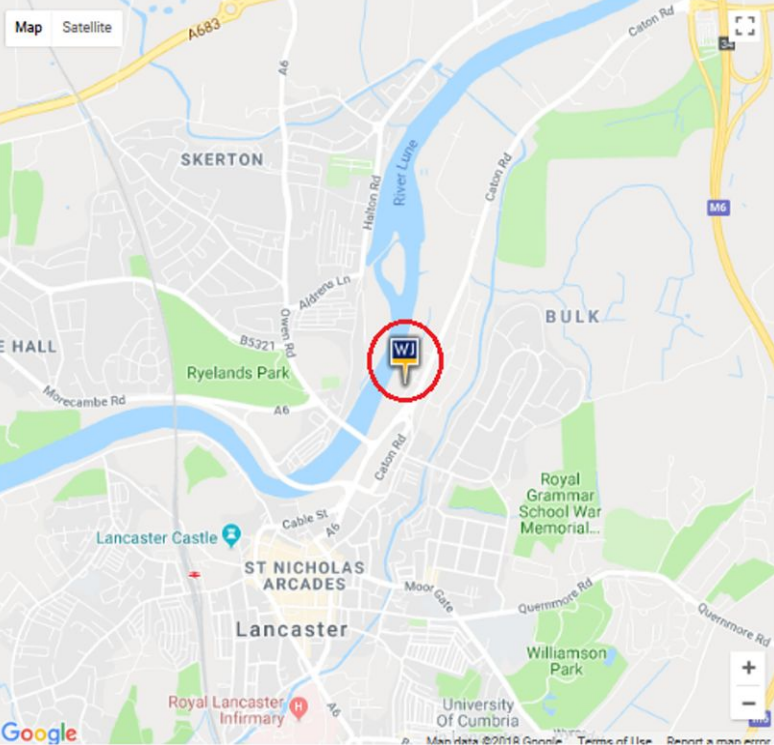 Map Satellite
A683
Caton Rd
34
A6
SKERTON
River Lune
Caton Rd
Halton Rd
M6
Aldrens Ln
Owen Rd
BULK
E HALL
B5321
WJ
Ryelands Park
Morecambe Rd
A6
Caton Rd
Royal
Grammar
School War
Memorial...
Cable St
A6
Lancaster Castle
ST NICHOLAS
ARCADES
Moor Gate
Quernmore Rd
Quernmore Rd
Lancaster
Williamson
Park
+
Royal Lancaster
Infirmary
H
A6
University
Of Cumbria
−
Google
Map data ©2018 Google Terms of Use Report a map error